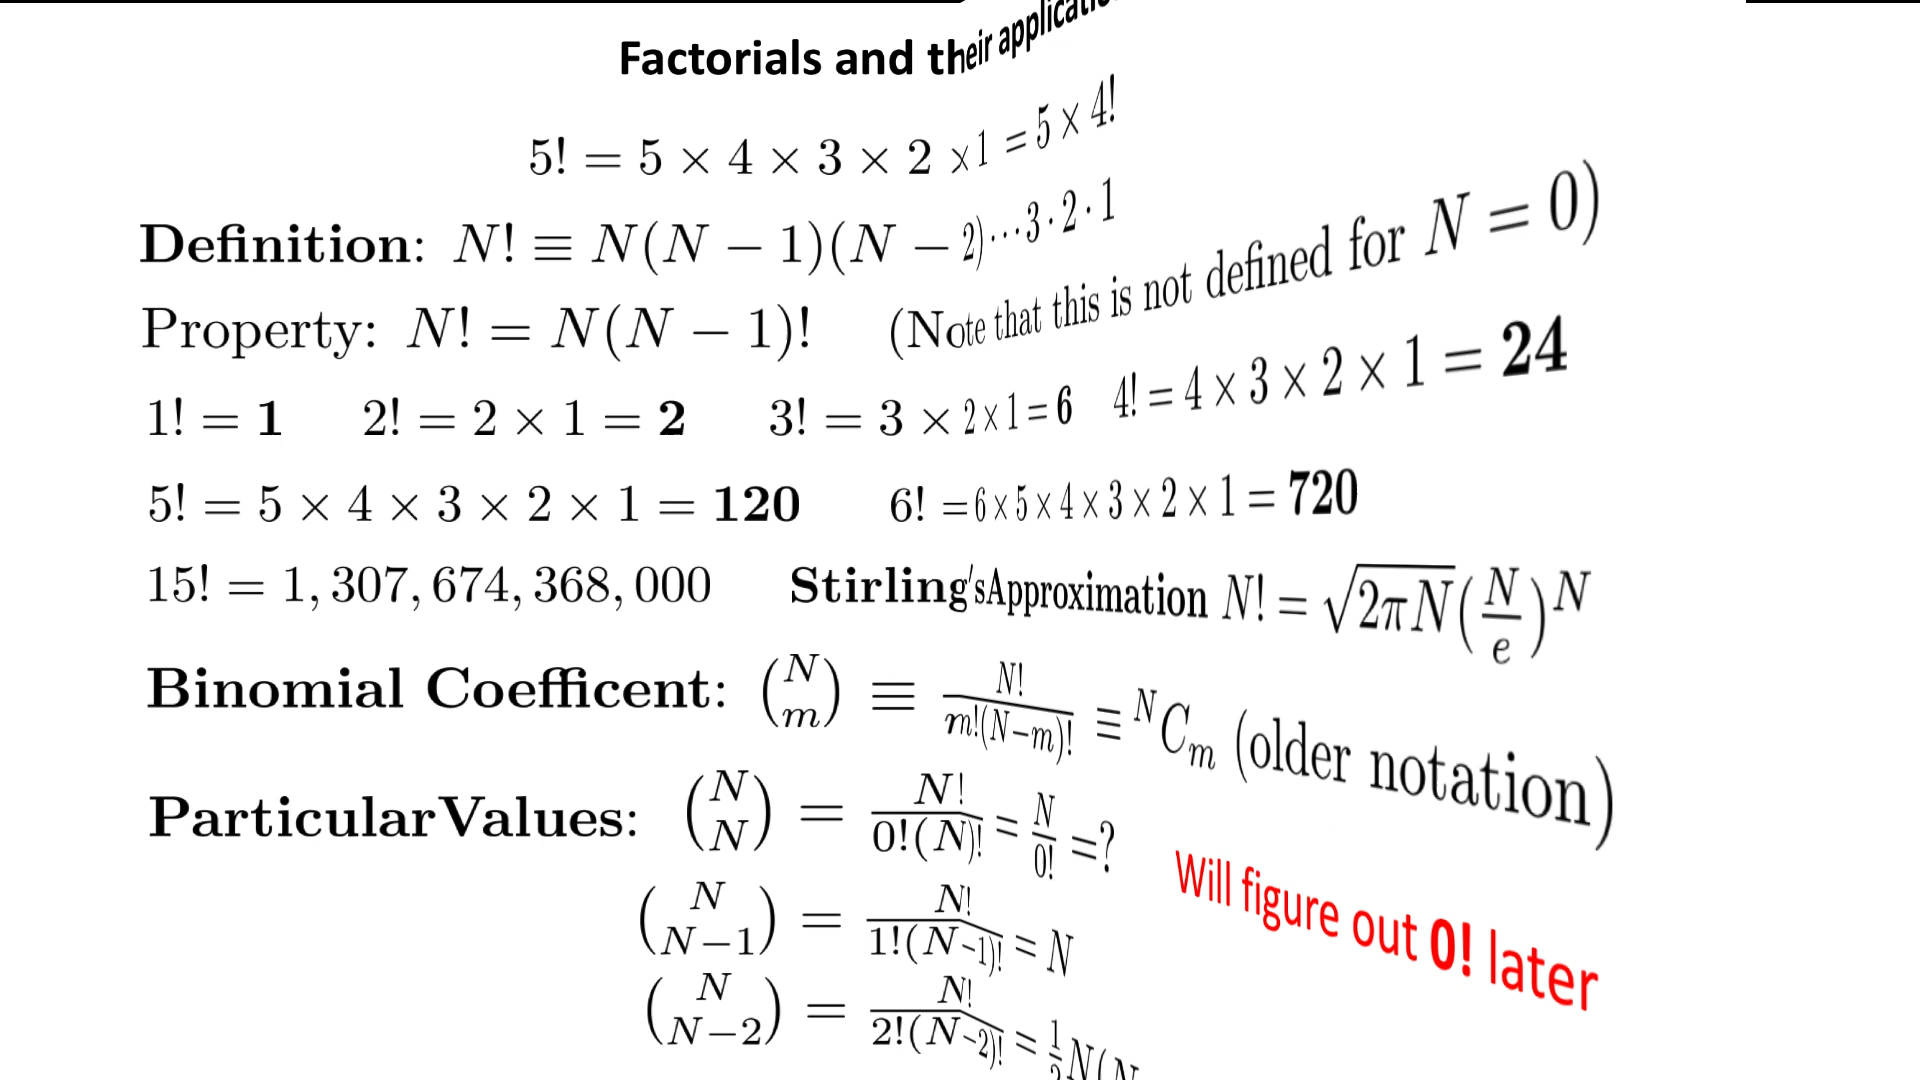 Factorials and their
5! = 5 × 4 × 3 × 2 × 1 = 5 × 4!
Definition: N! ≡ N(N − 1)(N − 2)···3·2·1
Property: N! = N(N − 1)! (Note that this is not defined for N = 0)
1! = 1 2! = 2 × 1 = 2 3! = 3 × 2 × 1 = 6 4! = 4 × 3 × 2 × 1 = 24
5! = 5 × 4 × 3 × 2 × 1 = 120 6! = 6 × 5 × 4 × 3 × 2 × 1 = 720
15! = 1,307,674,368,000 Stirling's Approximation N! = √2πN(N/e)^N
Binomial Coefficent: (N m) ≡ N!/m!(N−m)! ≡ ^N C_m (older notation)
Particular Values: (N N) = N!/0!(N)! = N/0! =?
Will figure out 0! later
(N N−1) = N!/1!(N−1)! = N
(N N−2) = N!/2!(N−2)! = 1/2 N(N